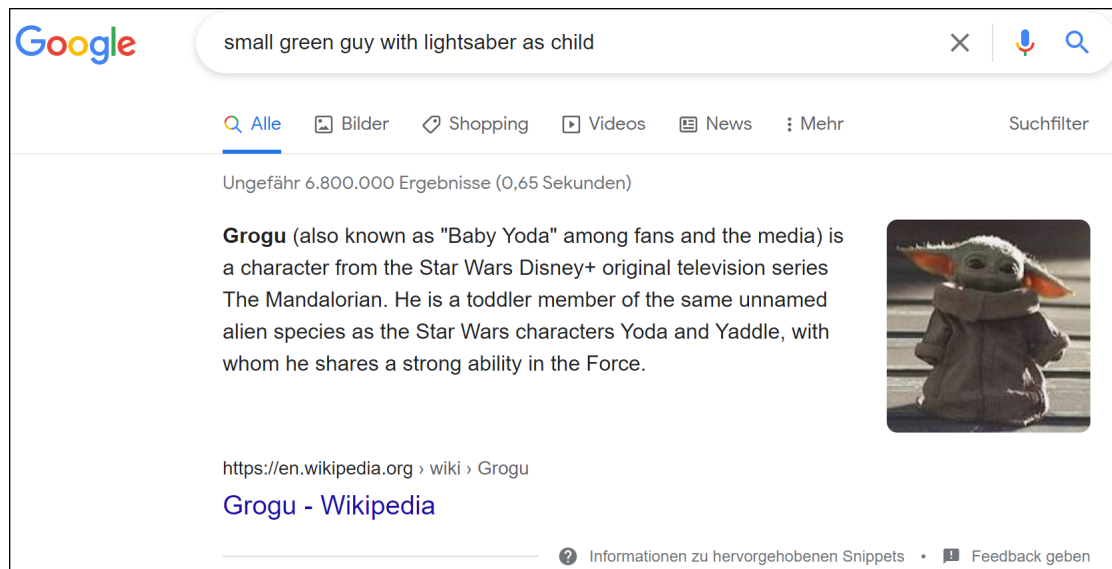 Google
small green guy with lightsaber as child
Alle Bilder Shopping Videos News Mehr Suchfilter
Ungefähr 6.800.000 Ergebnisse (0,65 Sekunden)
Grogu (also known as "Baby Yoda" among fans and the media) is
a character from the Star Wars Disney+ original television series
The Mandalorian. He is a toddler member of the same unnamed
alien species as the Star Wars characters Yoda and Yaddle, with
whom he shares a strong ability in the Force.
https://en.wikipedia.org › wiki › Grogu
Grogu - Wikipedia
Informationen zu hervorgehobenen Snippets • Feedback geben